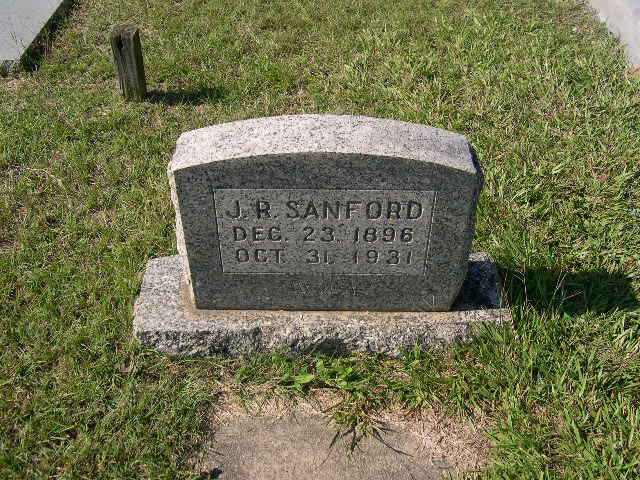 J. R. SANFORD
DEC. 23, 1896
OCT. 31, 1931